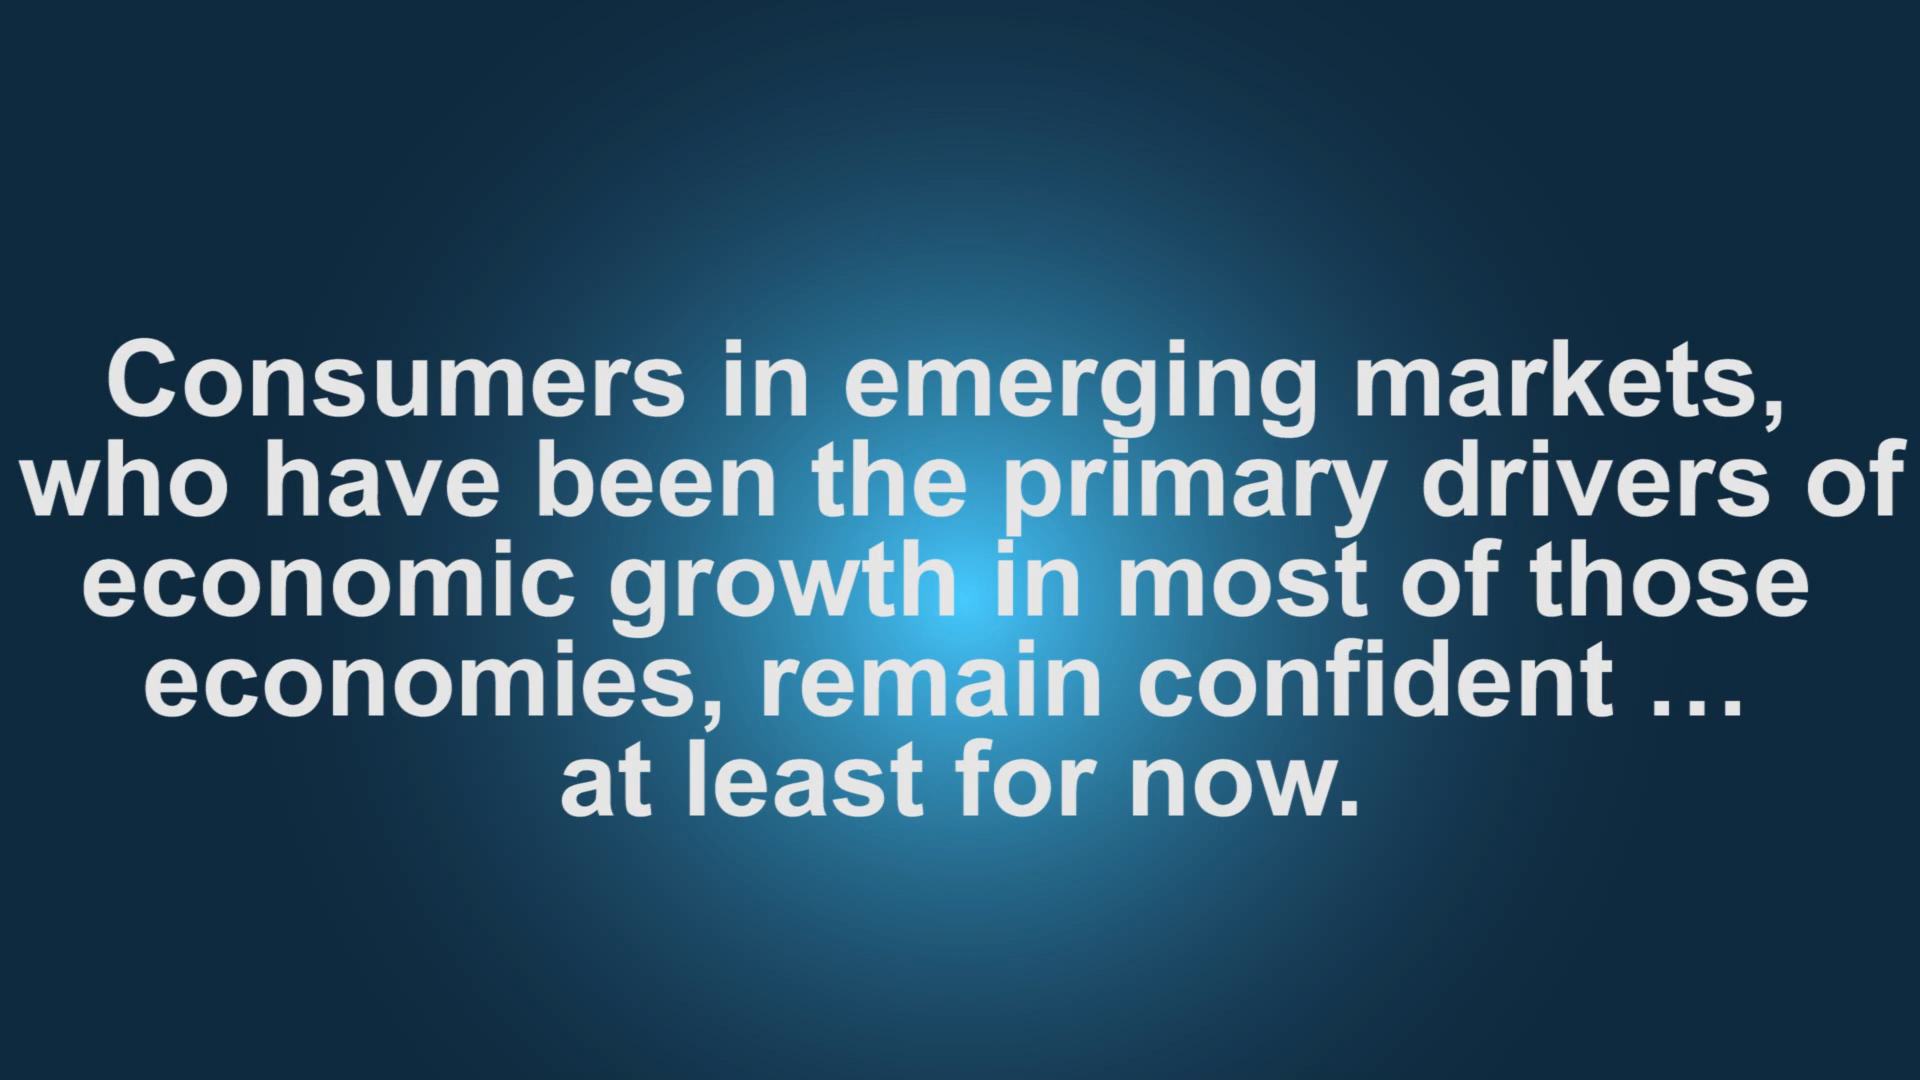 Consumers in emerging markets,
who have been the primary drivers of
economic growth in most of those
economies, remain confident …
at least for now.